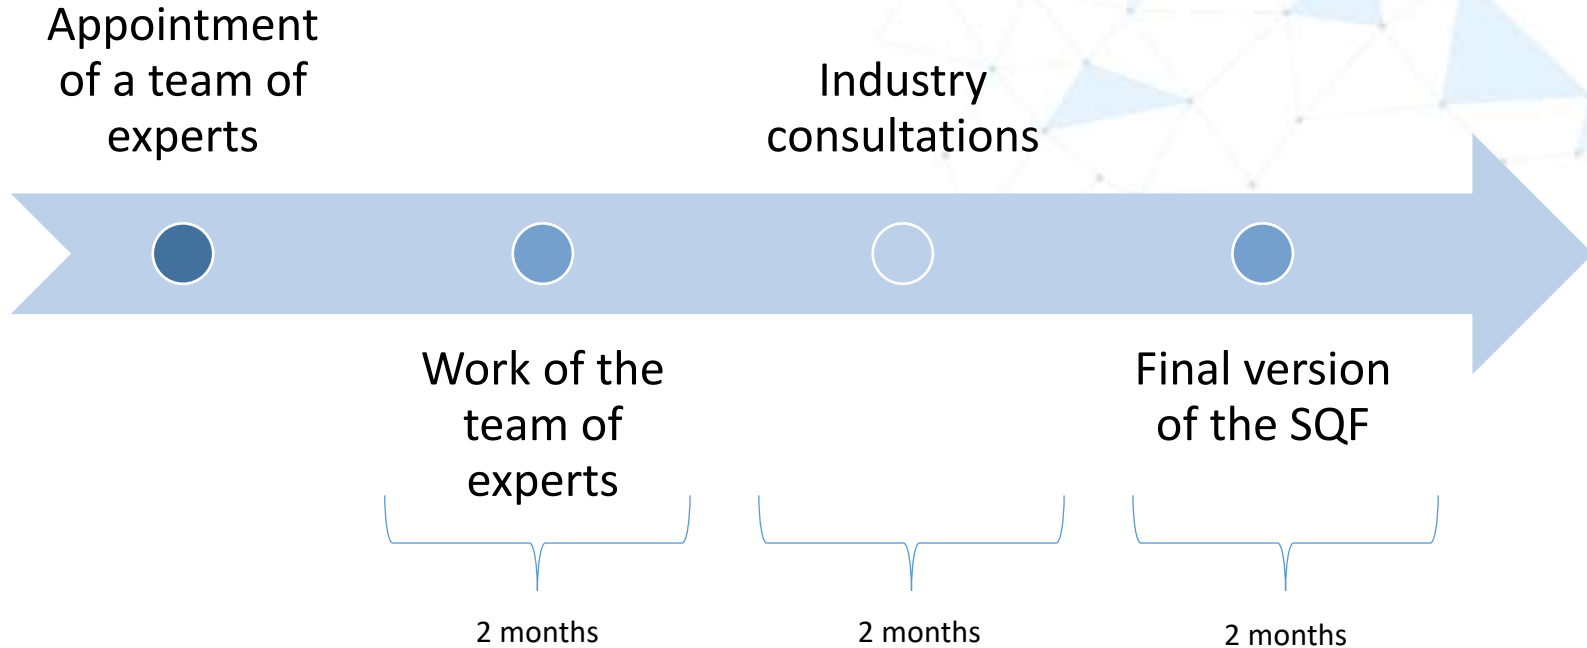 Appointment
of a team of
experts
Industry
consultations
Work of the
team of
experts
Final version
of the SQF
2 months
2 months
2 months